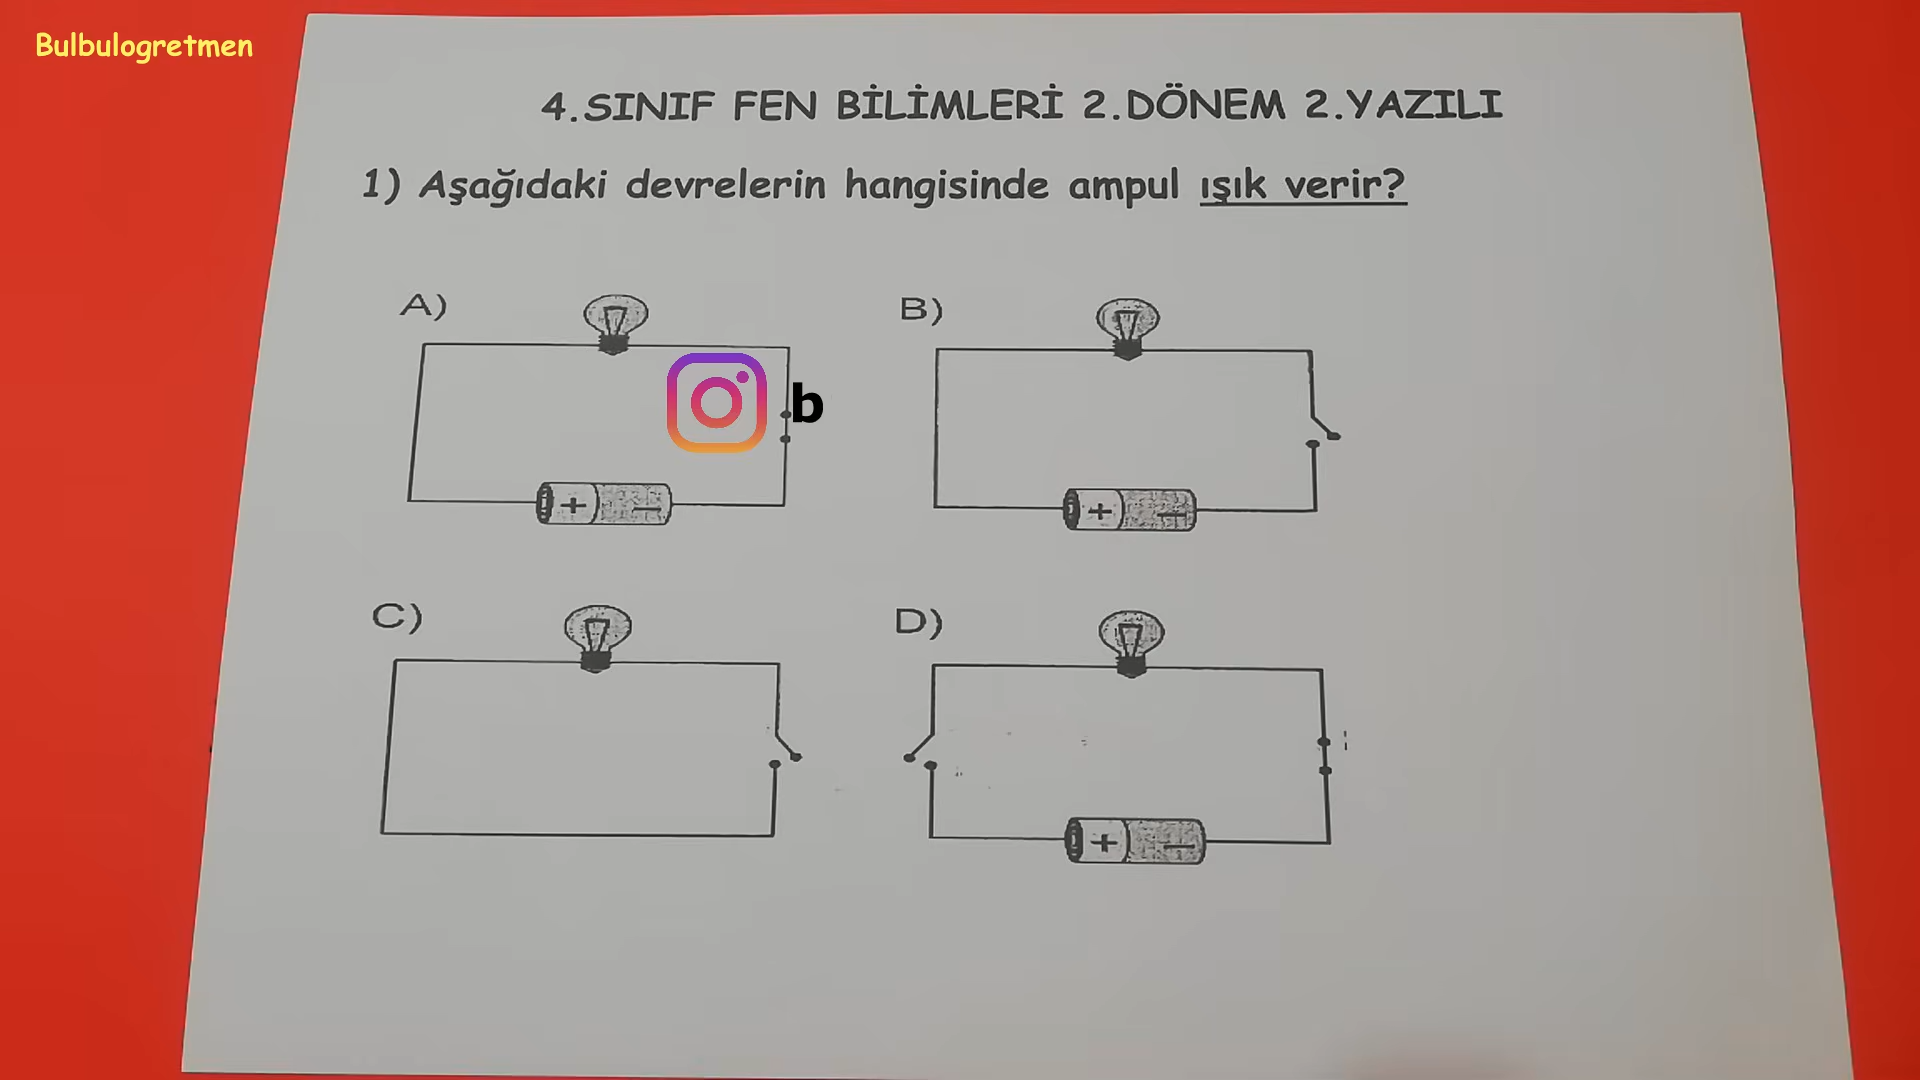 Bulbulogretmen
4.SINIF FEN BİLİMLERİ 2.DÖNEM 2.YAZILI
1) Aşağıdaki devrelerin hangisinde ampul ışık verir?
A)
B)
b
+ −
+ −
C)
D)
+ −